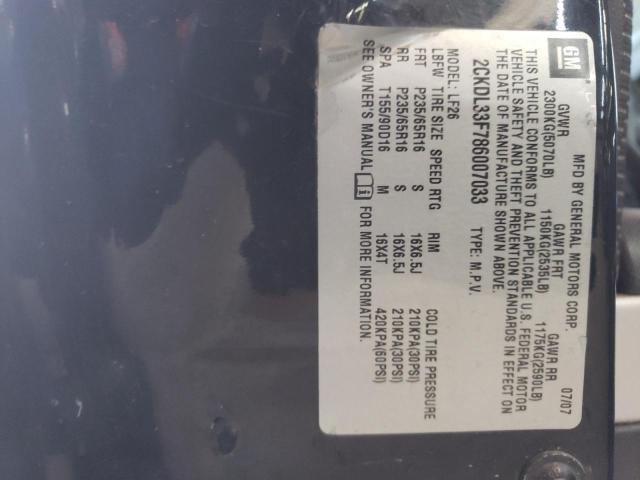 GM
MFD BY GENERAL MOTORS CORP. 07/07
GVWR GAWR FRT GAWR RR
2300KG(5070LB) 1150KG(2535LB) 1175KG(2590LB)
THIS VEHICLE CONFORMS TO ALL APPLICABLE U.S. FEDERAL MOTOR
VEHICLE SAFETY AND THEFT PREVENTION STANDARDS IN EFFECT ON
THE DATE OF MANUFACTURE SHOWN ABOVE.
2CKDL33F786007033 TYPE: M.P.V.
MODEL: LF26
LBFW TIRE SIZE SPEED RTG RIM COLD TIRE PRESSURE
FRT P235/65R16 S 16X6.5J 210KPA(30PSI)
RR P235/65R16 S 16X6.5J 210KPA(30PSI)
SPA T155/90D16 M 16X4T 420KPA(60PSI)
SEE OWNER'S MANUAL FOR MORE INFORMATION.